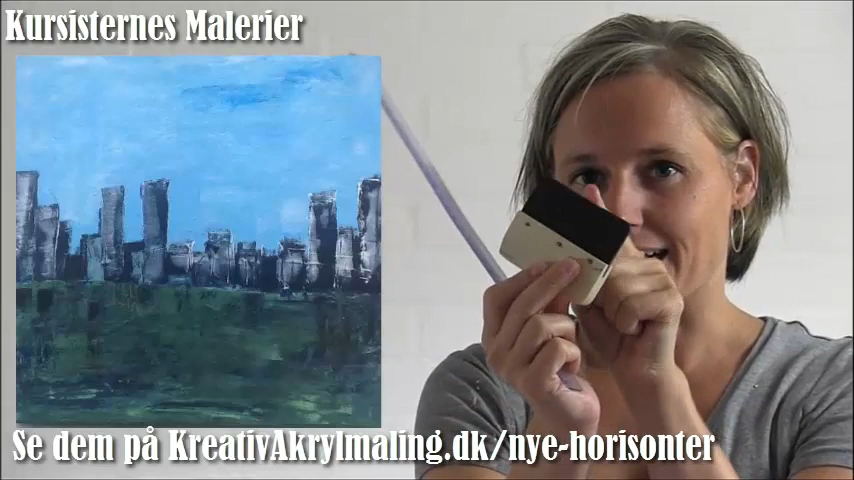 Kursisternes Malerier
Se dem på KreativAkrylmaling.dk/nye-horisonter